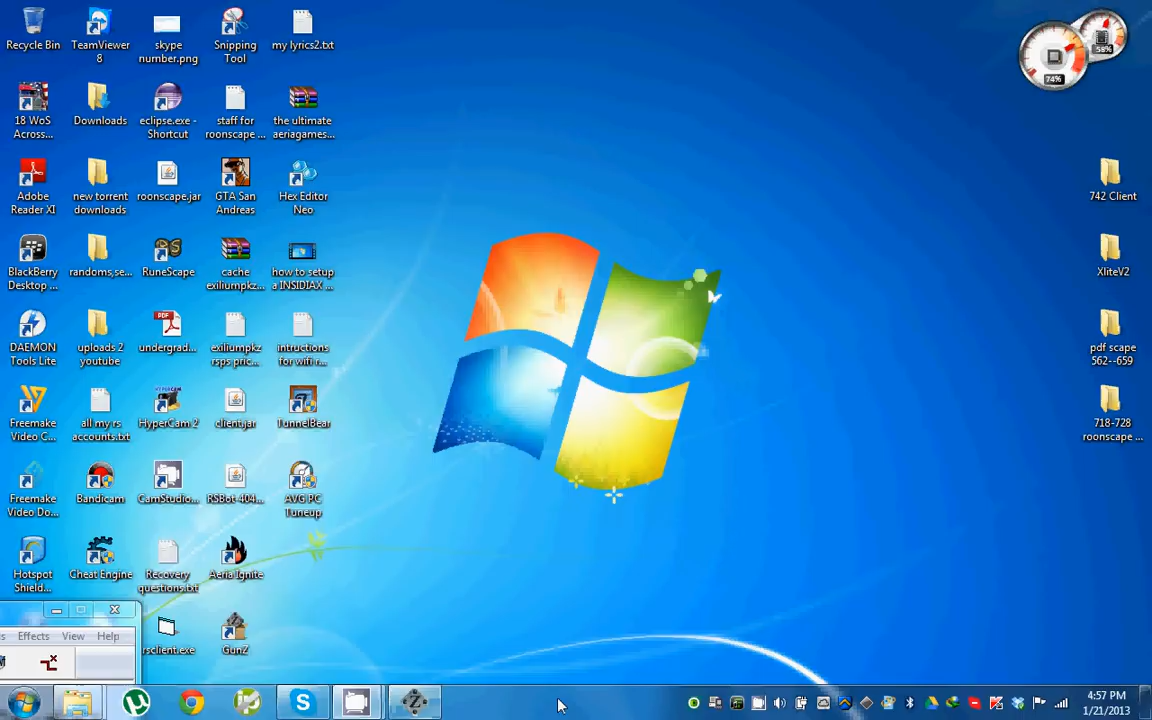 Recycle Bin
TeamViewer
8
skype
number.png
Snipping
Tool
my lyrics2.txt
18 WoS
Across...
Downloads
eclipse.exe -
Shortcut
staff for
roonscape ...
the ultimate
aeriagames...
Adobe
Reader XI
new torrent
downloads
roonscape.jar
GTA San
Andreas
Hex Editor
Neo
BlackBerry
Desktop ...
randoms,se...
RuneScape
cache
exiliumpkz...
how to setup
a INSIDIAX ...
DAEMON
Tools Lite
uploads 2
youtube
PDF
undergrad...
exiliumpkz
rsps pric...
intructions
for wifi r...
Freemake
Video C...
all my rs
accounts.txt
HYPERCAM
HyperCam 2
client.jar
TunnelBear
Freemake
Video Do...
Bandicam
CamStudio...
RSBot-404...
AVG PC
Tuneup
Hotspot
Shield...
Cheat Engine
Recovery
questions.txt
Aeria Ignite
rsclient.exe
GunZ
58%
74%
742 Client
XliteV2
pdf scape
562--659
718-728
roonscape ...
s Effects View Help
4:57 PM
1/21/2013